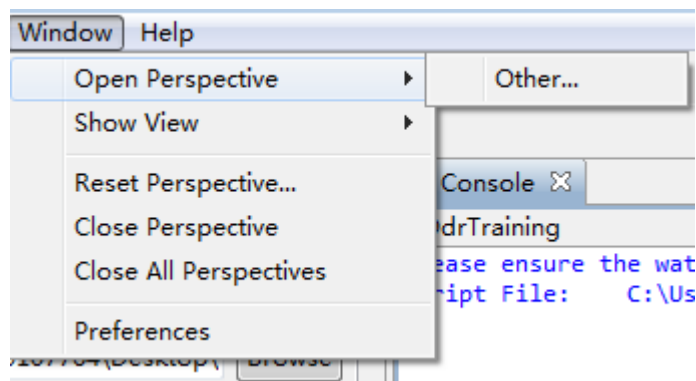 Window Help
Open Perspective Other...
Show View
Reset Perspective... Console
Close Perspective drTraining
Close All Perspectives ease ensure the wat
ript File: C:\Us
Preferences
\Desktop\ Browse